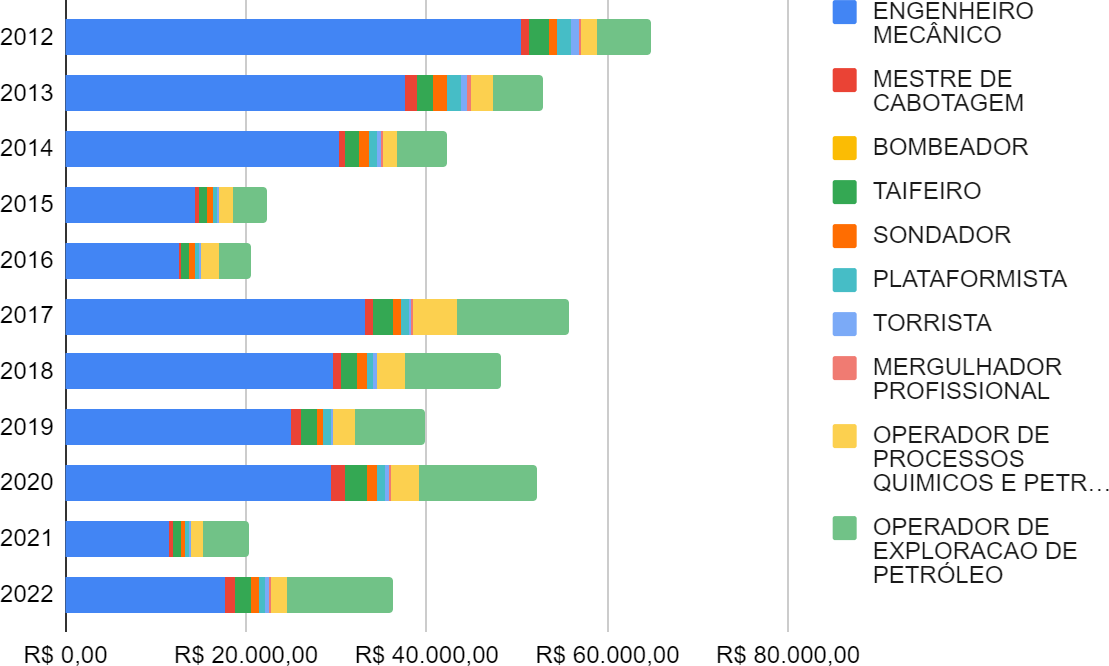 2012
2013
2014
2015
2016
2017
2018
2019
2020
2021
2022
R$ 0,00
R$ 20.000,00
R$ 40.000,00
R$ 60.000,00
R$ 80.000,00
ENGENHEIRO
MECÂNICO
MESTRE DE
CABOTAGEM
BOMBEADOR
TAIFEIRO
SONDADOR
PLATAFORMISTA
TORRISTA
MERGULHADOR
PROFISSIONAL
OPERADOR DE
PROCESSOS
QUIMICOS E PETR…
OPERADOR DE
EXPLORACAO DE
PETRÓLEO